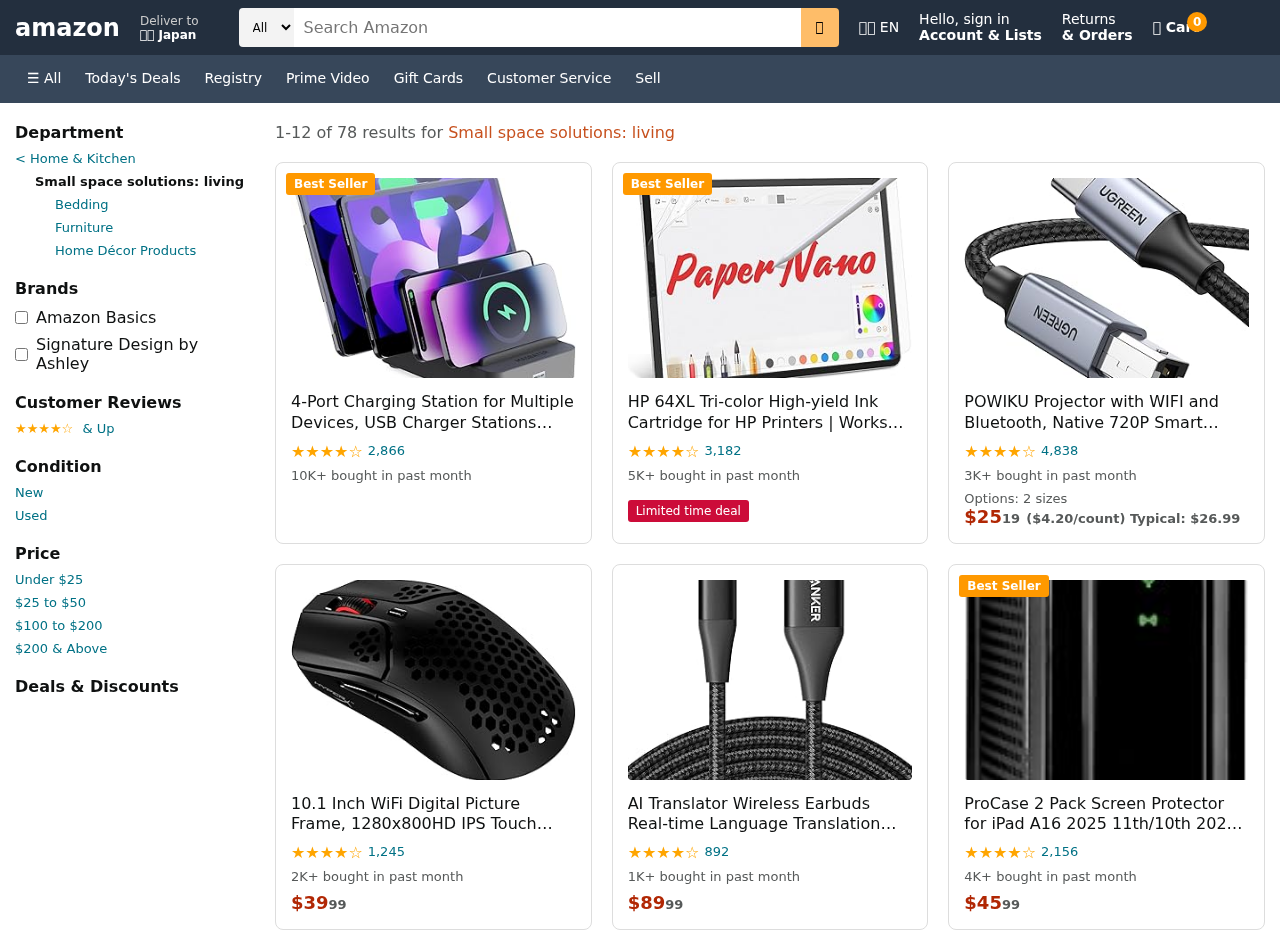 amazon
Deliver to
Japan
All
Search Amazon
EN
Hello, sign in
Account & Lists
Returns
& Orders
0
☰ All
Today's Deals
Registry
Prime Video
Gift Cards
Customer Service
Sell
Department
< Home & Kitchen
Small space solutions: living
Bedding
Furniture
Home Décor Products
Brands
Amazon Basics
Signature Design by
Ashley
Customer Reviews
★★★★☆ & Up
Condition
New
Used
Price
Under $25
$25 to $50
$100 to $200
$200 & Above
Deals & Discounts
1-12 of 78 results for Small space solutions: living
Best Seller
4-Port Charging Station for Multiple
Devices, USB Charger Stations…
★★★★☆ 2,866
10K+ bought in past month
Best Seller
Paper Nano
HP 64XL Tri-color High-yield Ink
Cartridge for HP Printers | Works…
★★★★☆ 3,182
5K+ bought in past month
Limited time deal
UGREEN
UGREEN
POWIKU Projector with WIFI and
Bluetooth, Native 720P Smart…
★★★★☆ 4,838
3K+ bought in past month
Options: 2 sizes
$25 19 ($4.20/count) Typical: $26.99
HYPERX
10.1 Inch WiFi Digital Picture
Frame, 1280x800HD IPS Touch…
★★★★☆ 1,245
2K+ bought in past month
$39 99
ANKER
AI Translator Wireless Earbuds
Real-time Language Translation…
★★★★☆ 892
1K+ bought in past month
$89 99
Best Seller
ProCase 2 Pack Screen Protector
for iPad A16 2025 11th/10th 202…
★★★★☆ 2,156
4K+ bought in past month
$45 99